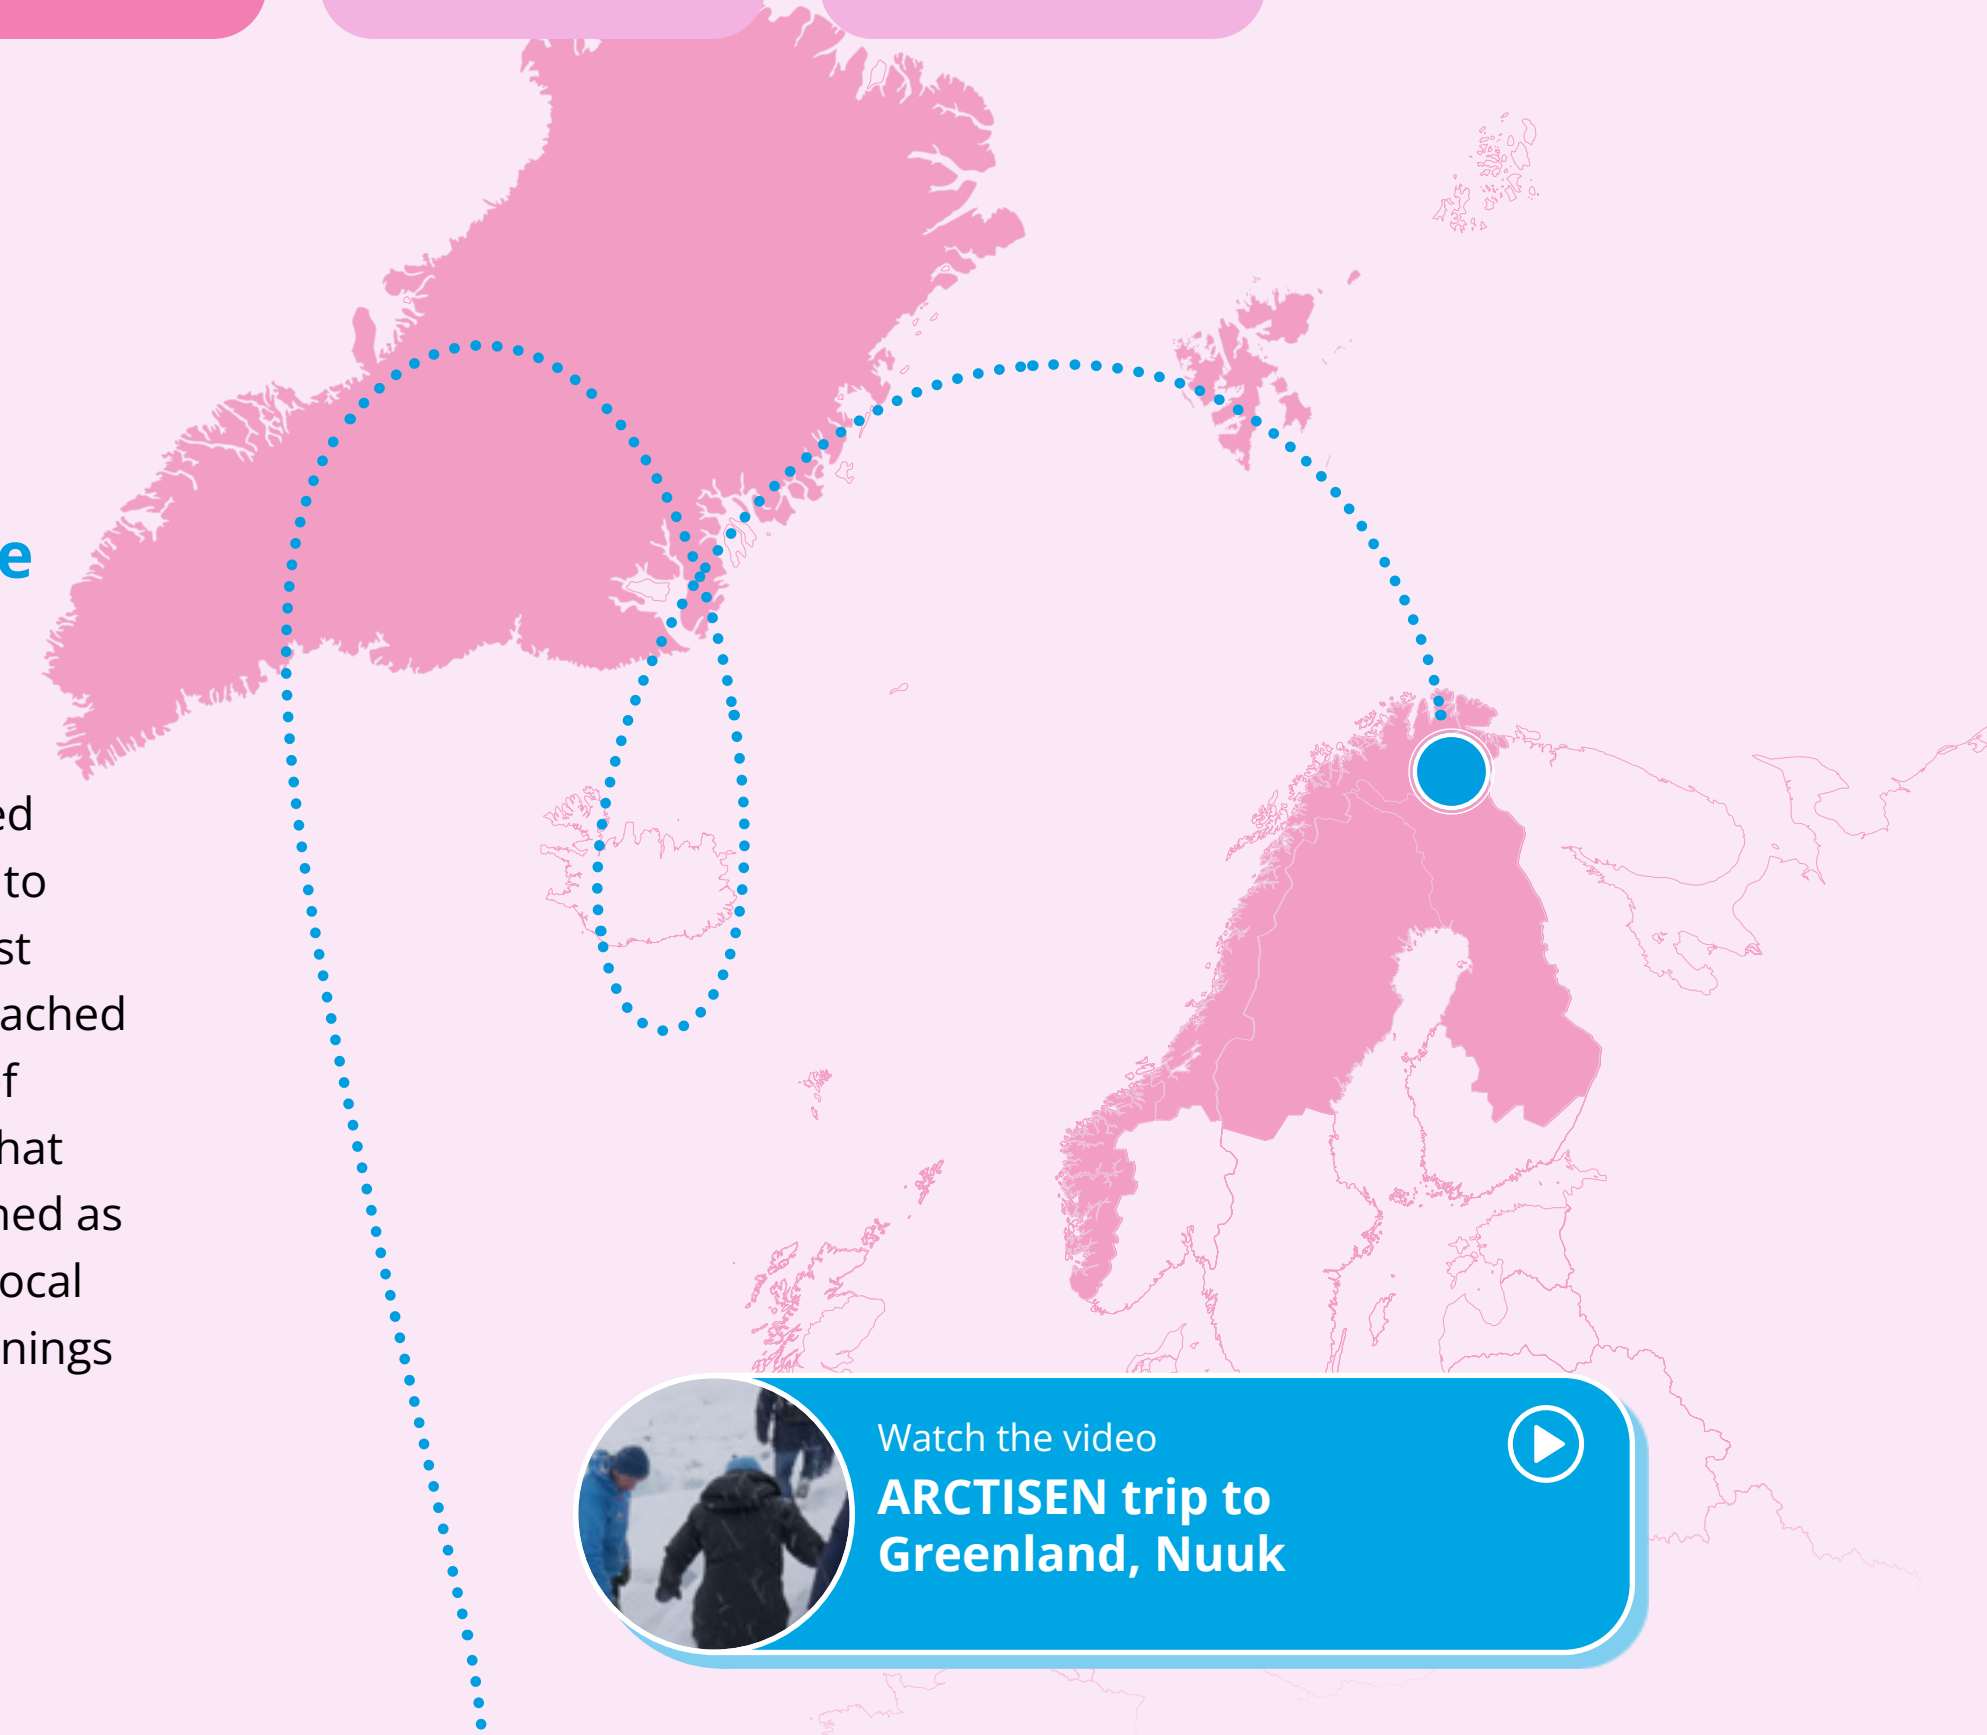 e
ed
to
st
ached
f
hat
ned as
ocal
nings
Watch the video
ARCTISEN trip to
Greenland, Nuuk